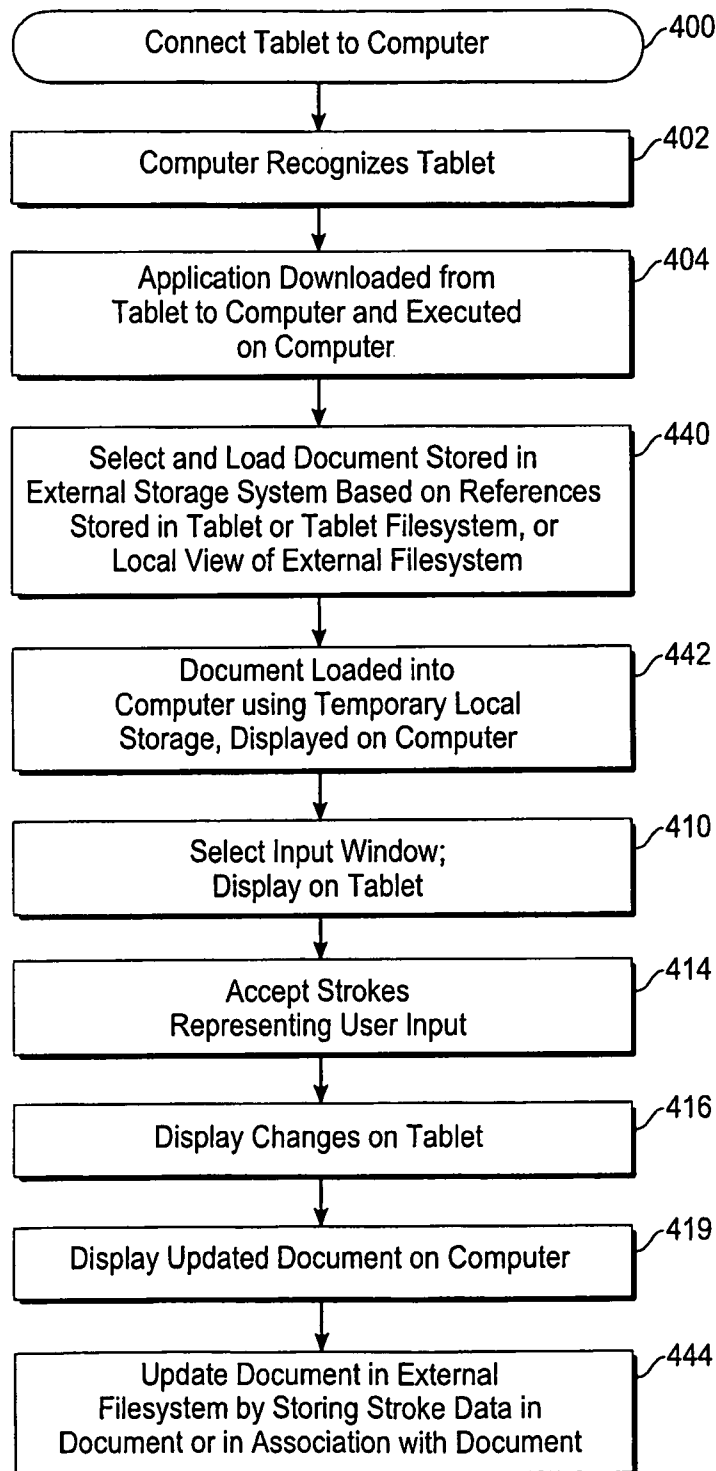 Connect Tablet to Computer
400
Computer Recognizes Tablet
402
Application Downloaded from
Tablet to Computer and Executed
on Computer
404
Select and Load Document Stored in
External Storage System Based on References
Stored in Tablet or Tablet Filesystem, or
Local View of External Filesystem
440
Document Loaded into
Computer using Temporary Local
Storage, Displayed on Computer
442
Select Input Window;
Display on Tablet
410
Accept Strokes
Representing User Input
414
Display Changes on Tablet
416
Display Updated Document on Computer
419
Update Document in External
Filesystem by Storing Stroke Data in
Document or in Association with Document
444